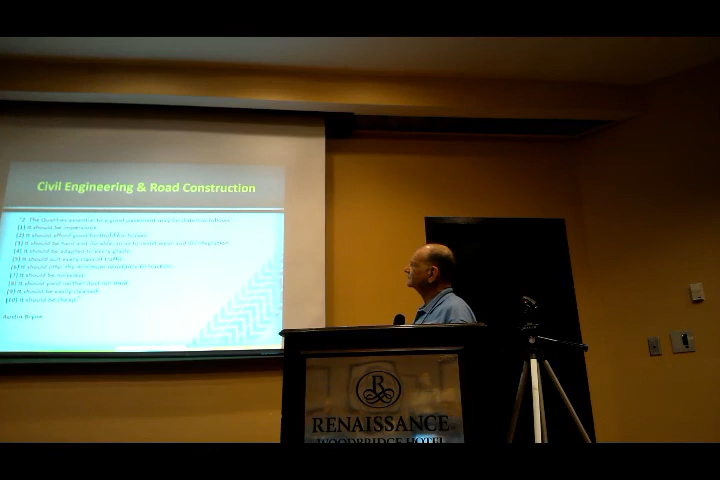 Civil Engineering & Road Construction
"2. The Qualities essential to a good pavement may be stated as follows:
(1) It should be impervious.
(2) It should afford good foothold for horses.
(3) It should be hard and durable, so as to resist wear and disintegration.
(4) It should be adapted to every grade.
(5) It should suit every class of traffic.
(6) It should offer the minimum resistance to traction.
(7) It should be noiseless.
(8) It should yield neither dust nor mud.
(9) It should be easily cleaned.
(10) It should be cheap."
Austin Byrne
R
RENAISSANCE
WOODBRIDGE HOTEL